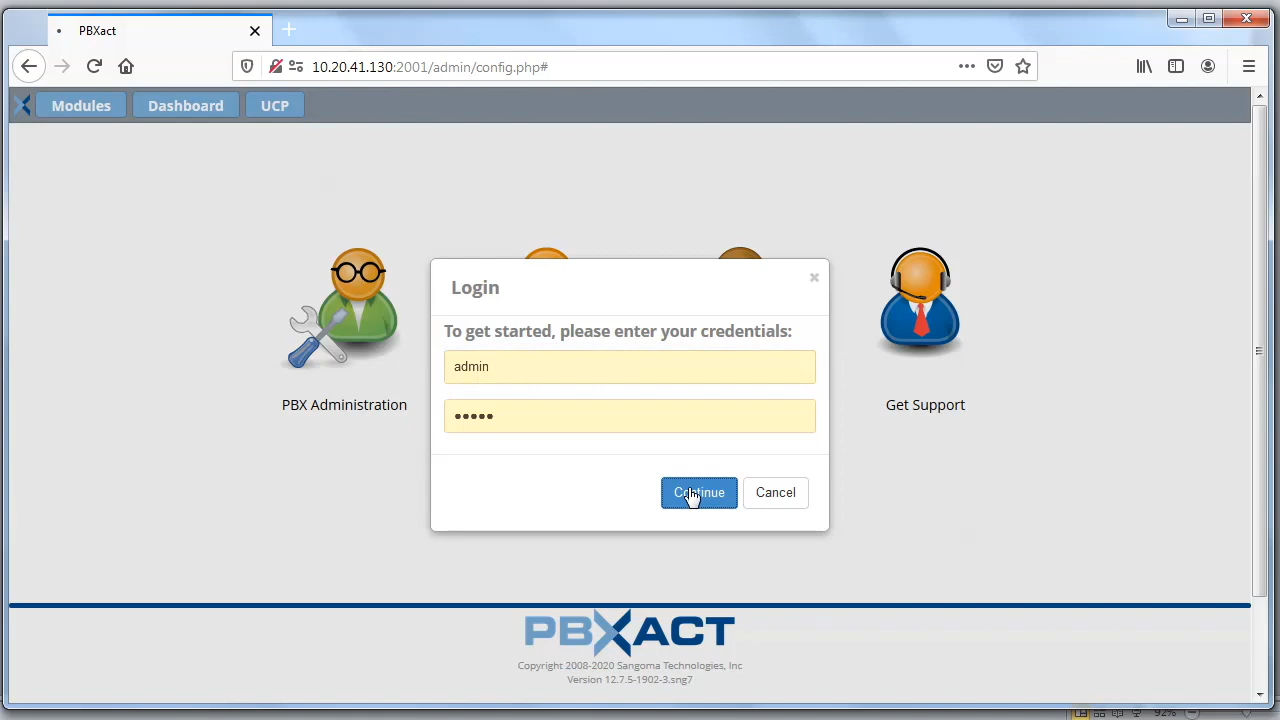 PBXact
10.20.41.130:2001/admin/config.php#
Modules
Dashboard
UCP
Login
To get started, please enter your credentials:
admin
•••••
Continue
Cancel
PBX Administration
Get Support
PBXACT
Copyright 2008-2020 Sangoma Technologies, Inc
Version 12.7.5-1902-3.sng7
92%